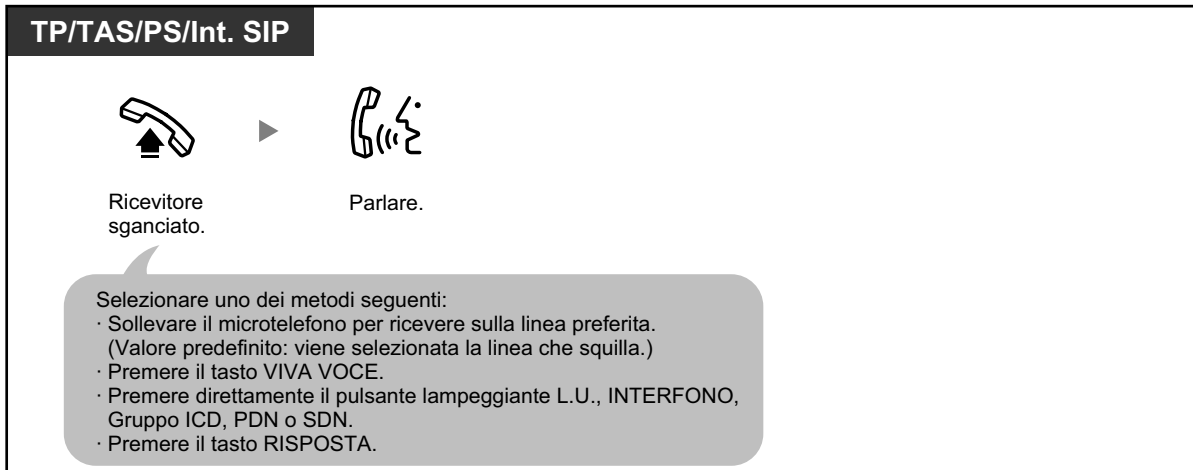 TP/TAS/PS/Int. SIP
Ricevitore
sganciato.
Parlare.
Selezionare uno dei metodi seguenti:
· Sollevare il microtelefono per ricevere sulla linea preferita.
(Valore predefinito: viene selezionata la linea che squilla.)
· Premere il tasto VIVA VOCE.
· Premere direttamente il pulsante lampeggiante L.U., INTERFONO,
Gruppo ICD, PDN o SDN.
· Premere il tasto RISPOSTA.